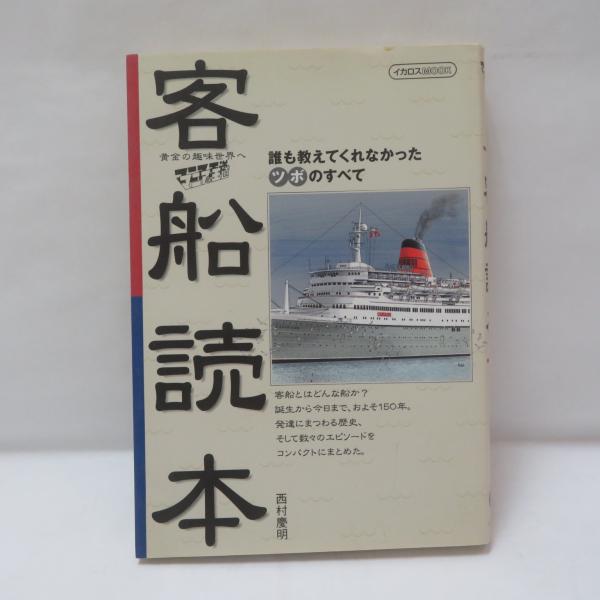 イカロスMOOK
客船読本
黄金の趣味世界へ
マニアの王道
誰も教えてくれなかった
ツボのすべて
客船とはどんな船か？
誕生から今日まで、およそ150年。
発達にまつわる歴史、
そして数々のエピソードを
コンパクトにまとめた。
西村慶明